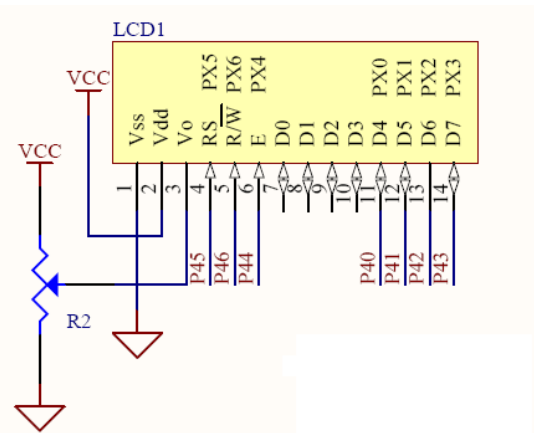 LCD1
VCC
VCC
PX5
PX6
PX4
PX0
PX1
PX2
PX3
Vss
Vdd
Vo
RS
R/W
E
D0
D1
D2
D3
D4
D5
D6
D7
1
2
3
4
5
6
7
8
9
10
11
12
13
14
P45
P46
P44
P40
P41
P42
P43
R2